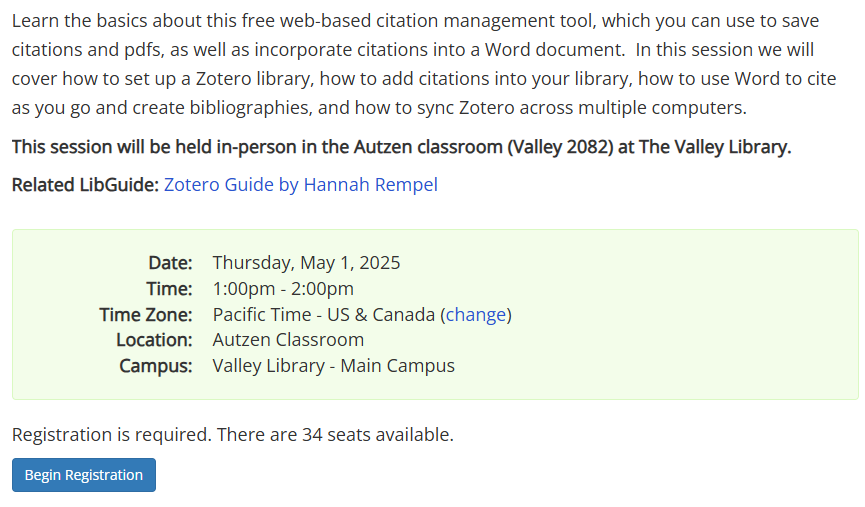 Learn the basics about this free web-based citation management tool, which you can use to save
citations and pdfs, as well as incorporate citations into a Word document.  In this session we will
cover how to set up a Zotero library, how to add citations into your library, how to use Word to cite
as you go and create bibliographies, and how to sync Zotero across multiple computers.
This session will be held in-person in the Autzen classroom (Valley 2082) at The Valley Library.
Related LibGuide: Zotero Guide by Hannah Rempel
Date: Thursday, May 1, 2025
Time: 1:00pm - 2:00pm
Time Zone: Pacific Time - US & Canada (change)
Location: Autzen Classroom
Campus: Valley Library - Main Campus
Registration is required. There are 34 seats available.
Begin Registration